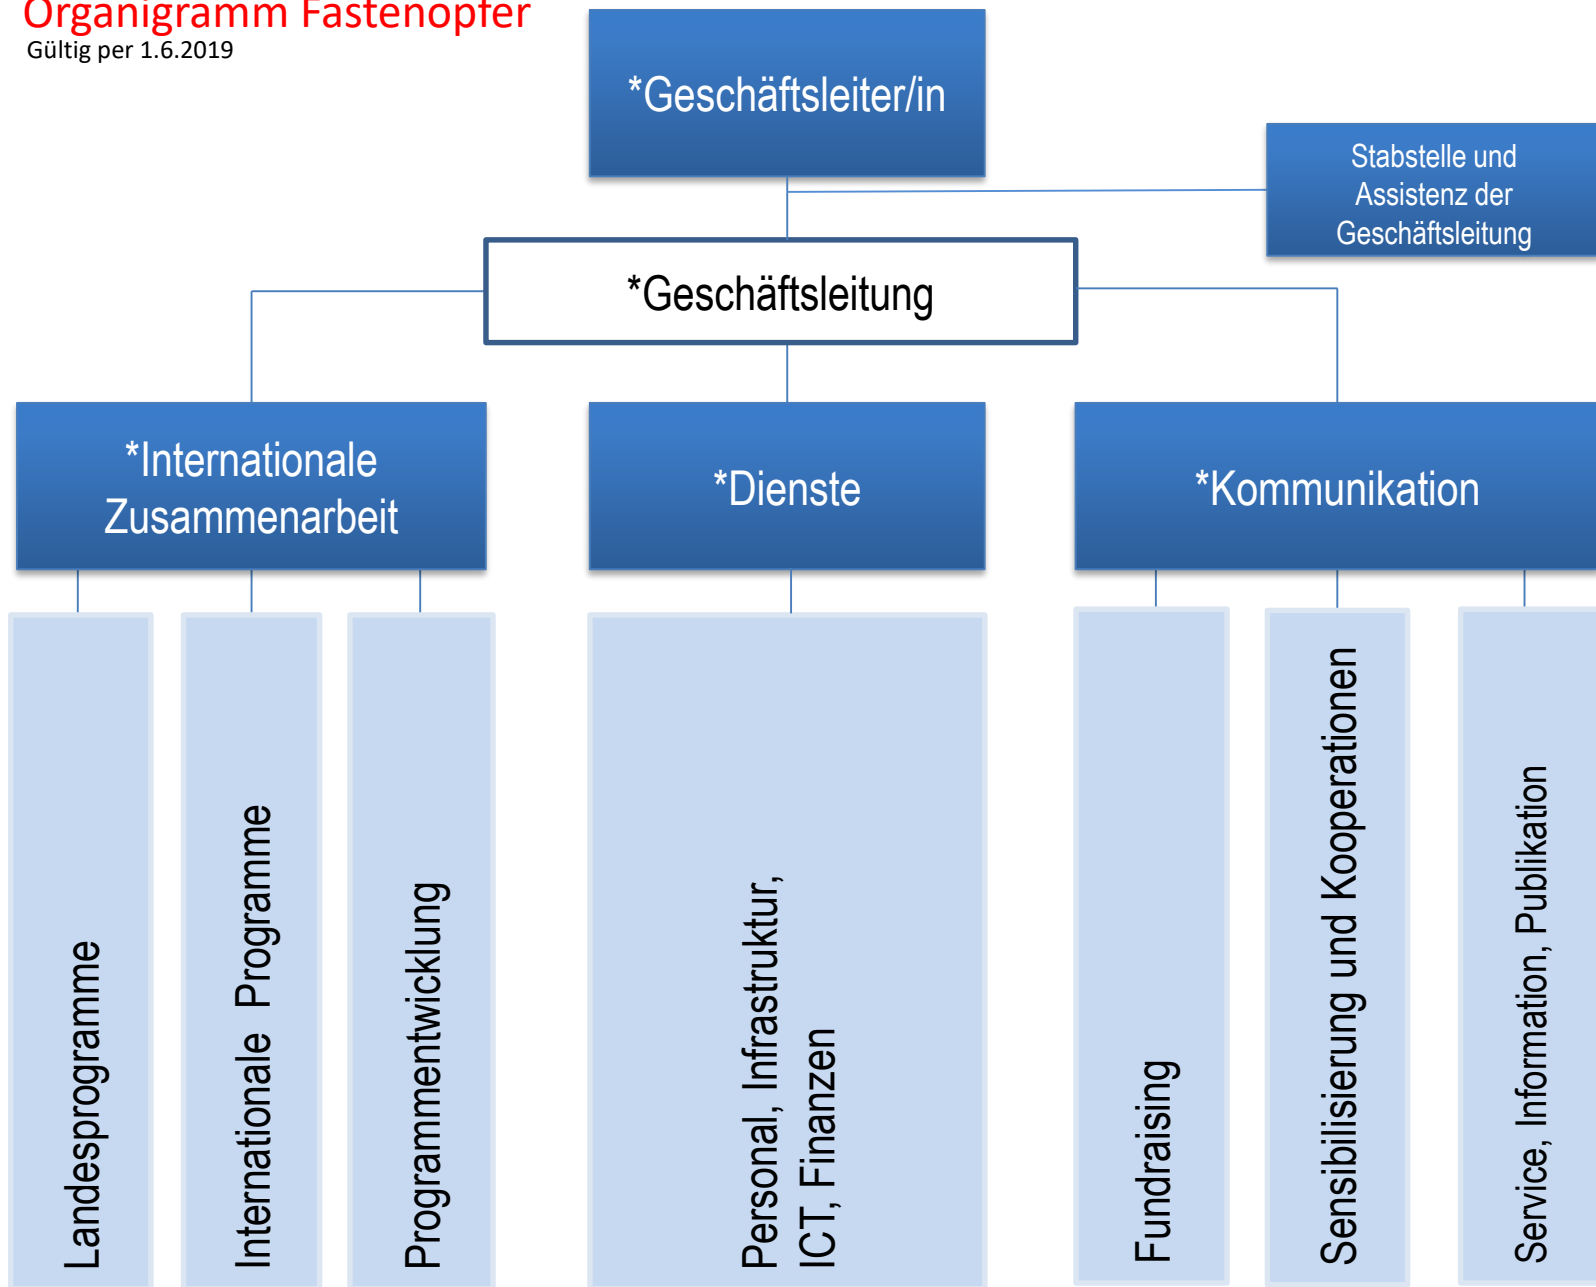 Organigramm Fastenopfer
Gültig per 1.6.2019
*Geschäftsleiter/in
Stabstelle und
Assistenz der
Geschäftsleitung
*Geschäftsleitung
*Internationale
Zusammenarbeit
*Dienste
*Kommunikation
Landesprogramme
Internationale Programme
Programmentwicklung
Personal, Infrastruktur,
ICT, Finanzen
Fundraising
Sensibilisierung und Kooperationen
Service, Information, Publikation